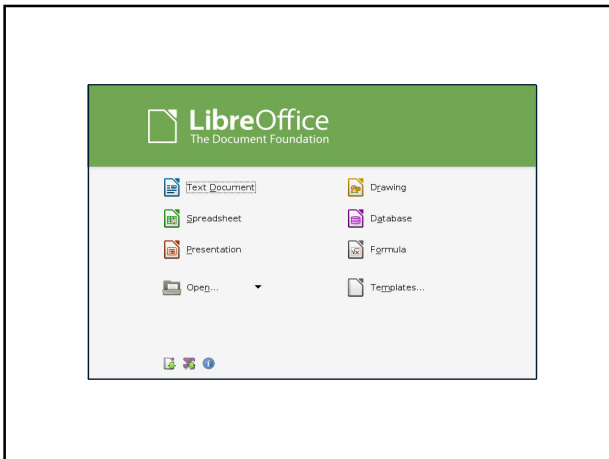 LibreOffice
The Document Foundation
Text Document
Drawing
Spreadsheet
Database
Presentation
Formula
Open...
Templates...